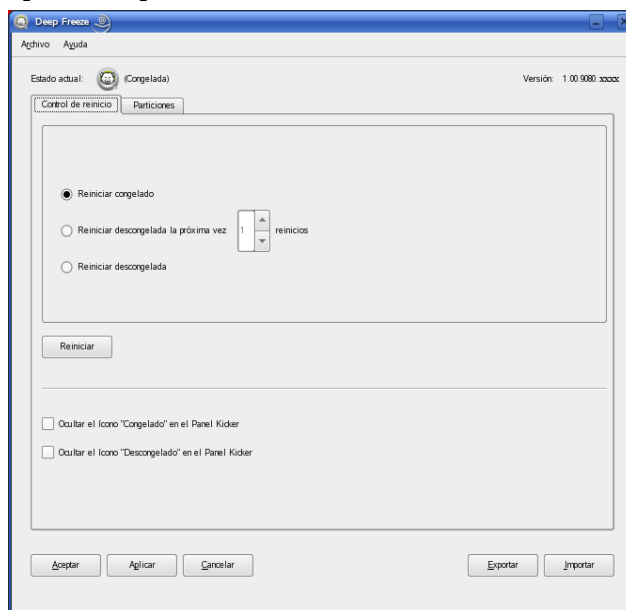 Deep Freeze
Archivo Ayuda
Estado actual: (Congelada) Versión: 1.00.9080.xxxxx
Control de reinicio Particiones
Reiniciar congelado
Reiniciar descongelada la próxima vez 1 reinicios
Reiniciar descongelada
Reiniciar
Ocultar el Icono "Congelado" en el Panel Kicker
Ocultar el Icono "Descongelado" en el Panel Kicker
Aceptar Aplicar Cancelar Exportar Importar